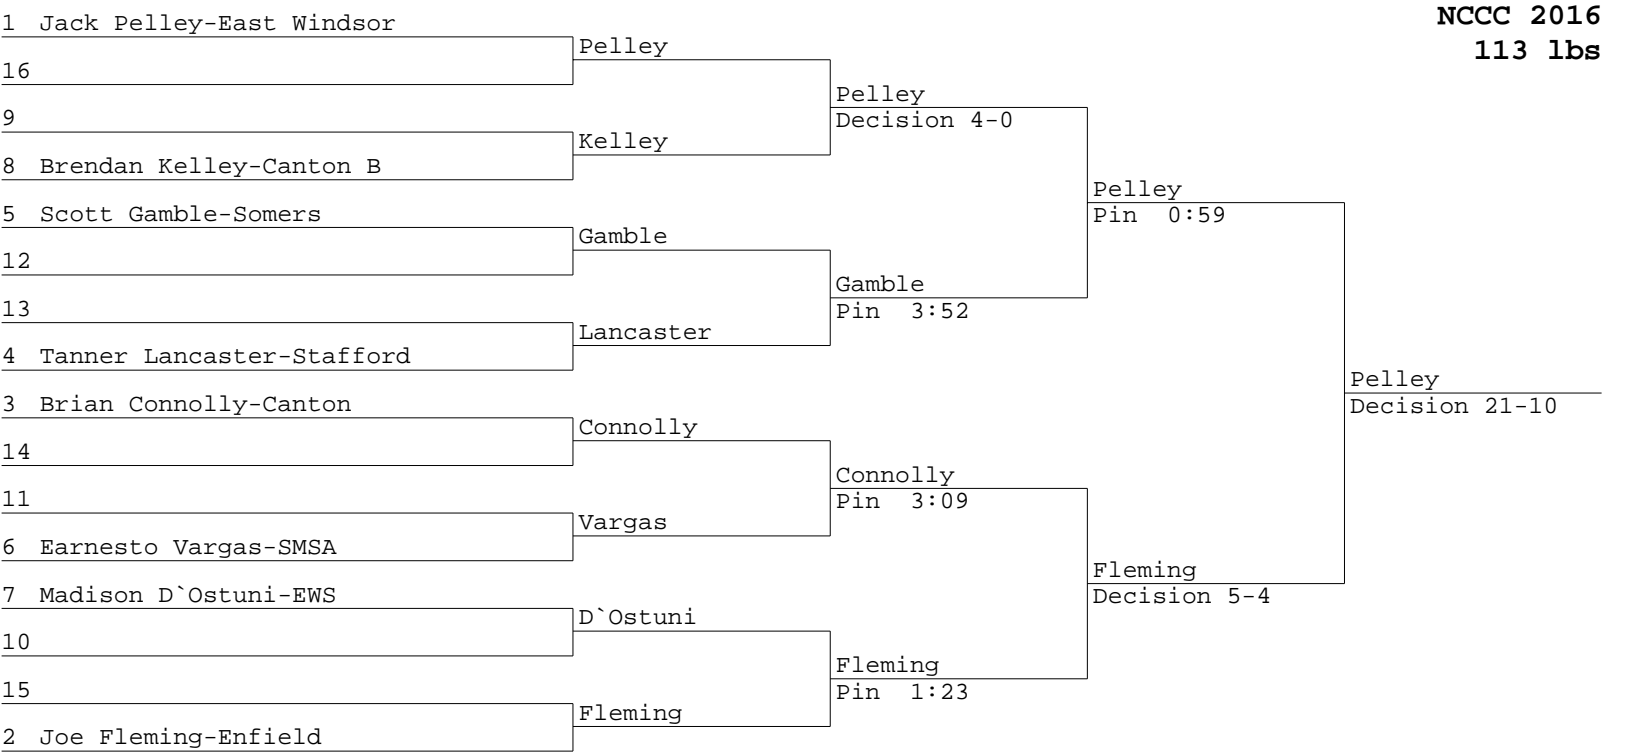 NCCC 2016
113 lbs
1 Jack Pelley-East Windsor
16
9
8 Brendan Kelley-Canton B
5 Scott Gamble-Somers
12
13
4 Tanner Lancaster-Stafford
3 Brian Connolly-Canton
14
11
6 Earnesto Vargas-SMSA
7 Madison D`Ostuni-EWS
10
15
2 Joe Fleming-Enfield
Pelley
Kelley
Gamble
Lancaster
Connolly
Vargas
D`Ostuni
Fleming
Pelley
Decision 4-0
Gamble
Pin 3:52
Connolly
Pin 3:09
Fleming
Pin 1:23
Pelley
Pin 0:59
Fleming
Decision 5-4
Pelley
Decision 21-10